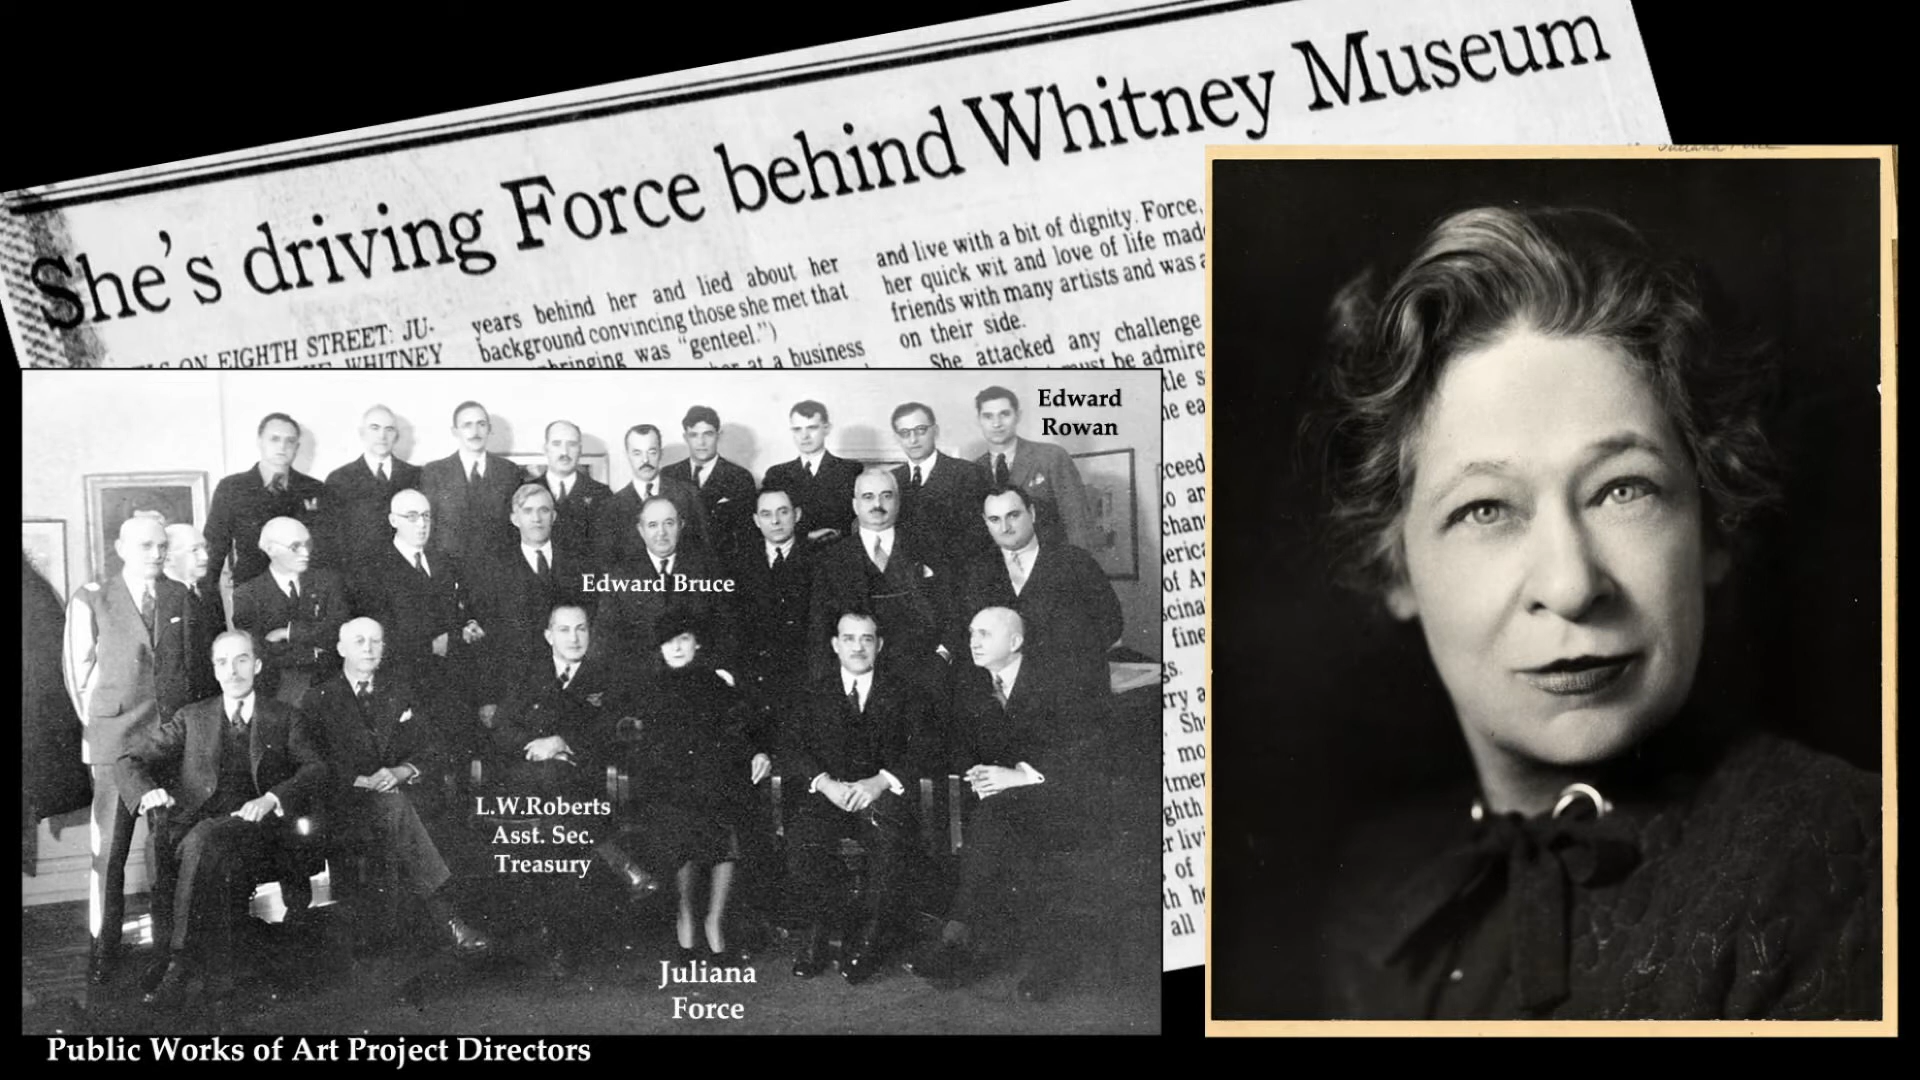 She's driving Force behind Whitney Museum
ON EIGHTH STREET: JU-
WHITNEY
years behind her and lied about her
background convincing those she met that
was "genteel.")
at a business
and live with a bit of dignity. Force,
her quick wit and love of life made
friends with many artists and was
on their side.
She attacked any challenge
must be admire
Edward
Rowan
Edward Bruce
L.W.Roberts
Asst. Sec.
Treasury
Juliana
Force
Public Works of Art Project Directors